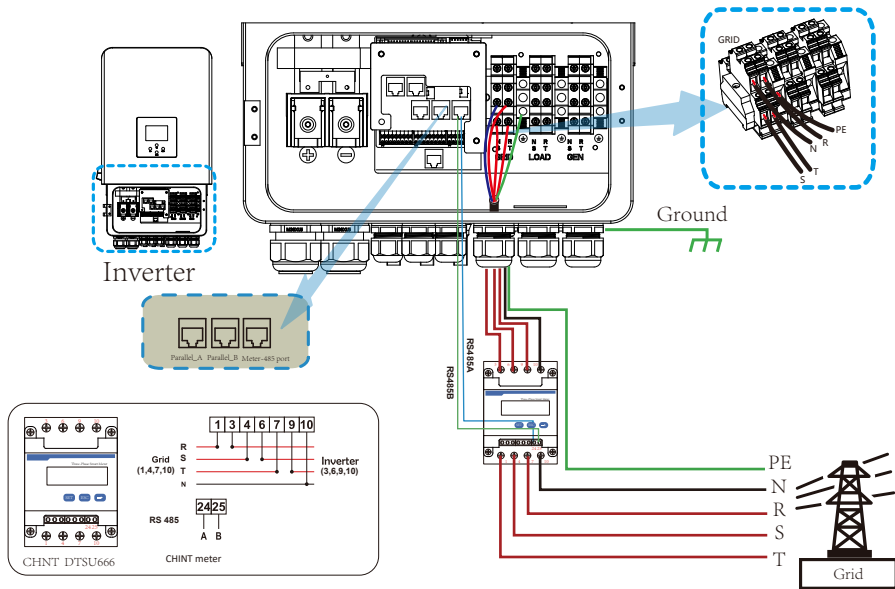 GRID
PE
R
N
T
S
N R
S T
GRID
N R
S T
LOAD
N R
S T
GEN
Ground
Inverter
Parallel_A
Parallel_B
Meter-485 port
RS485A
RS485B
PE
N
R
S
T
Grid
1 3 4 6 7 9 10
R
S
T
N
Grid
(1,4,7,10)
Inverter
(3,6,9,10)
24 25
RS 485
A B
CHNT DTSU666
CHINT meter